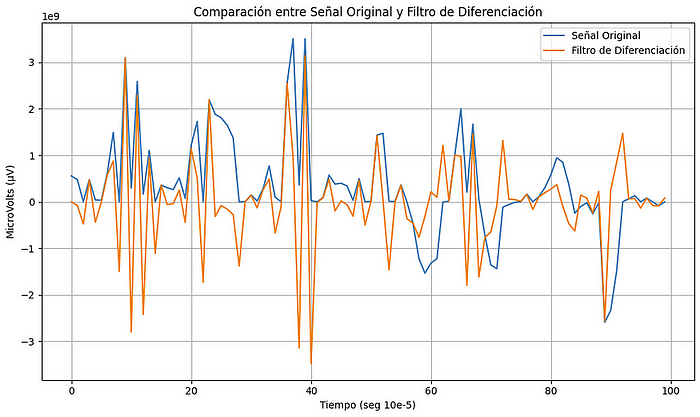 Comparación entre Señal Original y Filtro de Diferenciación
1e9
Señal Original
Filtro de Diferenciación
3
2
1
0
−1
−2
−3
MicroVolts (µV)
0 20 40 60 80 100
Tiempo (seg 10e-5)